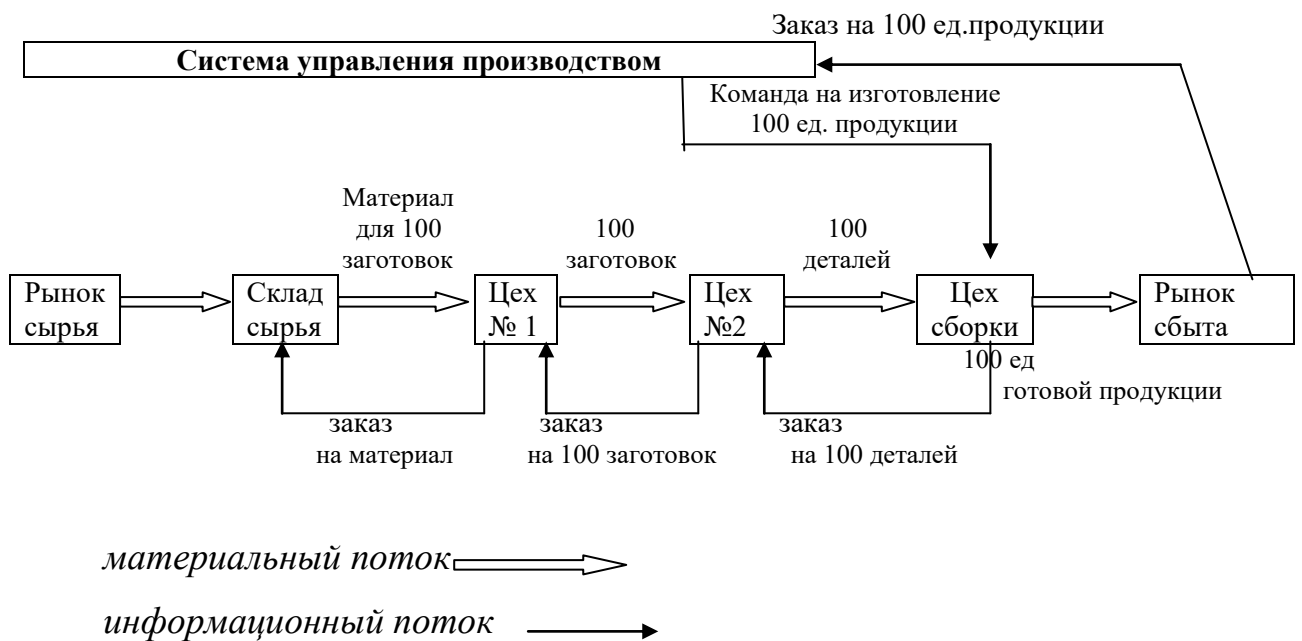 Заказ на 100 ед.продукции
Система управления производством
Команда на изготовление
100 ед. продукции
Материал
для 100
заготовок
100
заготовок
100
деталей
Рынок
сырья
Склад
сырья
Цех
№ 1
Цех
№2
Цех
сборки
Рынок
сбыта
100 ед
готовой продукции
заказ
на материал
заказ
на 100 заготовок
заказ
на 100 деталей
материальный поток
информационный поток